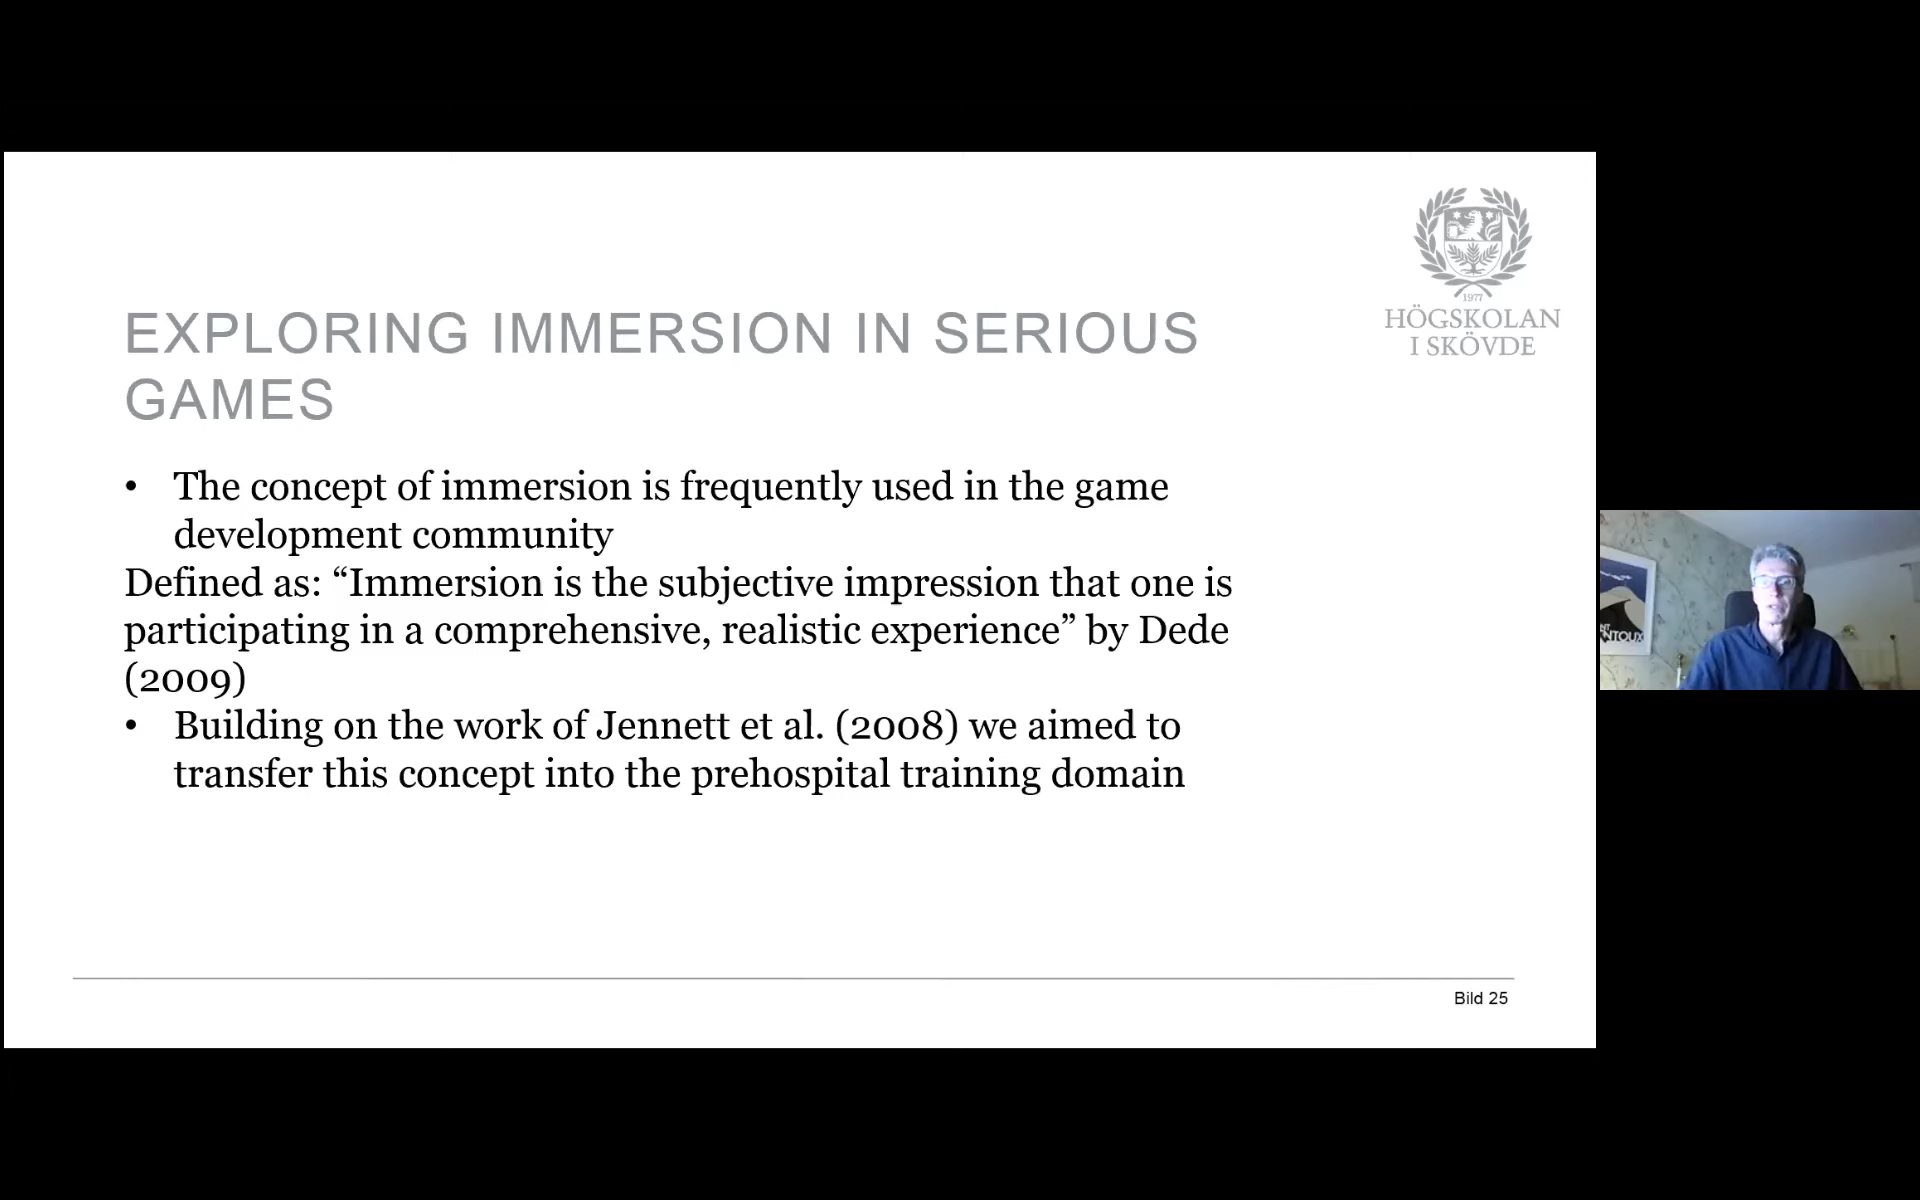 1977
HÖGSKOLAN
I SKÖVDE
EXPLORING IMMERSION IN SERIOUS
GAMES
• The concept of immersion is frequently used in the game
development community
Defined as: “Immersion is the subjective impression that one is
participating in a comprehensive, realistic experience” by Dede
(2009)
• Building on the work of Jennett et al. (2008) we aimed to
transfer this concept into the prehospital training domain
Bild 25